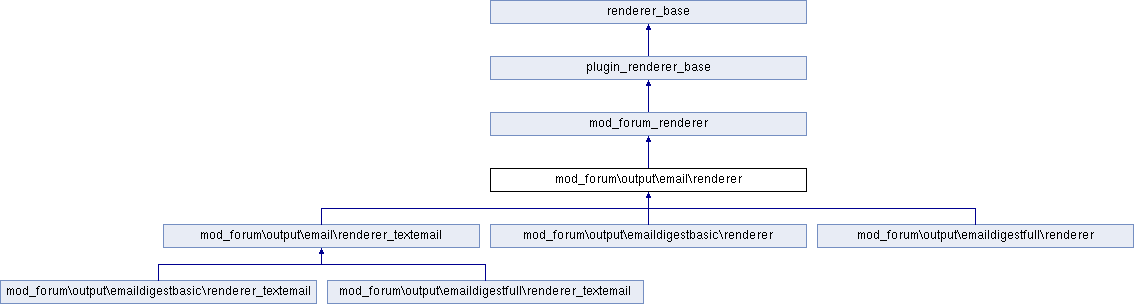 renderer_base
plugin_renderer_base
mod_forum_renderer
mod_forum\output\email\renderer
mod_forum\output\email\renderer_textemail
mod_forum\output\emaildigestbasic\renderer
mod_forum\output\emaildigestfull\renderer
mod_forum\output\emaildigestbasic\renderer_textemail
mod_forum\output\emaildigestfull\renderer_textemail